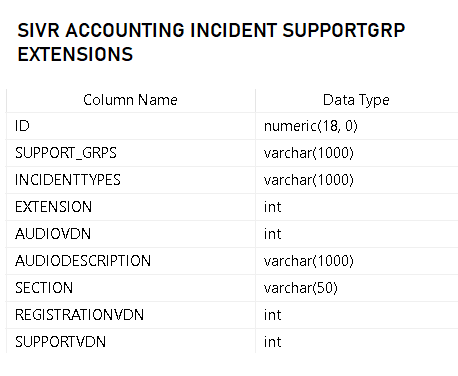 SIVR ACCOUNTING INCIDENT SUPPORTGRP
EXTENSIONS
Column Name Data Type
ID numeric(18, 0)
SUPPORT_GRPS varchar(1000)
INCIDENTTYPES varchar(1000)
EXTENSION int
AUDIOVDN int
AUDIODESCRIPTION varchar(1000)
SECTION varchar(50)
REGISTRATIONVDN int
SUPPORTVDN int